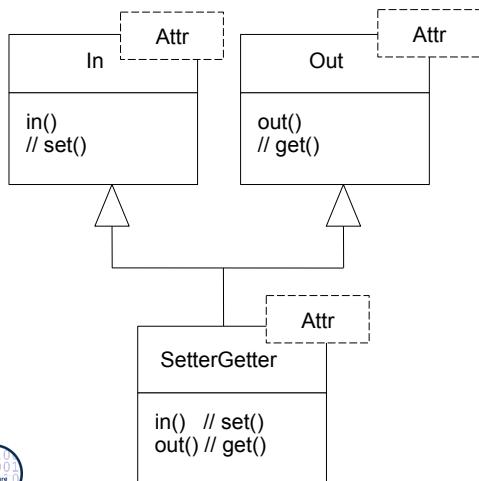 Attr
In
in()
// set()
Attr
Out
out()
// get()
Attr
SetterGetter
in() // set()
out() // get()